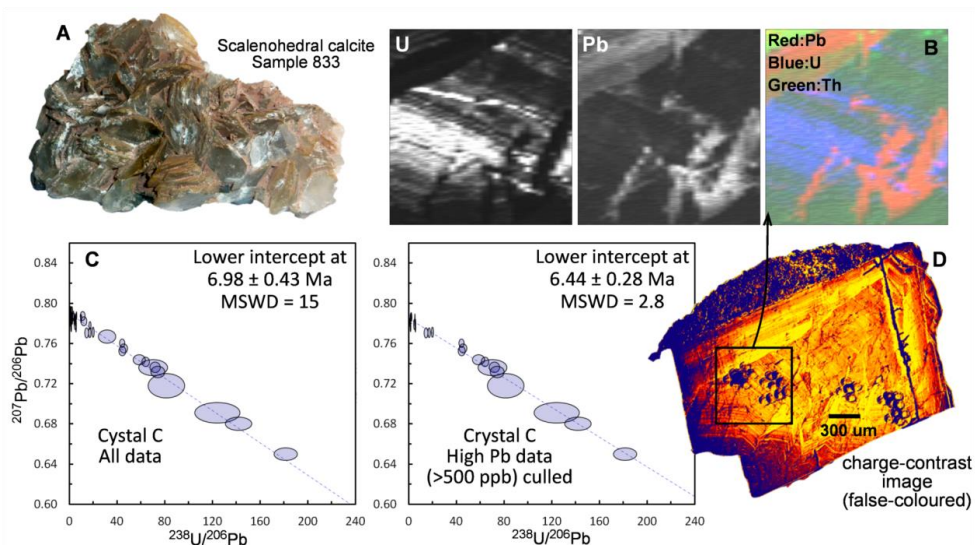 A
Scalenohedral calcite
Sample 833
U
Pb
Red:Pb
Blue:U
Green:Th
B
C
Lower intercept at
6.98 ± 0.43 Ma
MSWD = 15
0.84
0.80
0.76
0.72
0.68
0.64
0.60
207Pb/206Pb
Cystal C
All data
0 40 80 120 160 200 240
238U/206Pb
Lower intercept at
6.44 ± 0.28 Ma
MSWD = 2.8
0.84
0.80
0.76
0.72
0.68
0.64
0.60
Crystal C
High Pb data
(>500 ppb) culled
0 40 80 120 160 200 240
238U/206Pb
D
300 um
charge-contrast
image
(false-coloured)